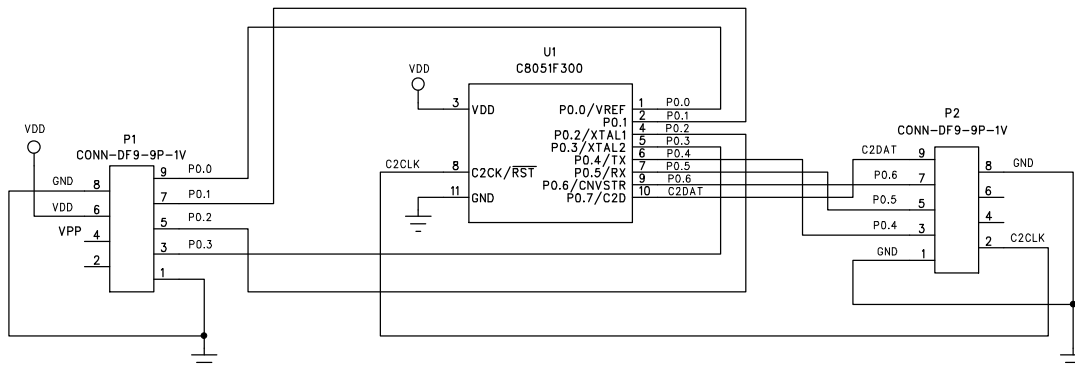 U1
C8051F300
VDD
3 VDD
C2CLK 8 C2CK/RST
11 GND
P0.0/VREF 1 P0.0
P0.1 2 P0.1
P0.2/XTAL1 4 P0.2
P0.3/XTAL2 5 P0.3
P0.4/TX 6 P0.4
P0.5/RX 7 P0.5
P0.6/CNVSTR 9 P0.6
P0.7/C2D 10 C2DAT
VDD
P1
CONN-DF9-9P-1V
GND 8
VDD 6
VPP 4
2
9 P0.0
7 P0.1
5 P0.2
3 P0.3
1
P2
CONN-DF9-9P-1V
C2DAT 9
P0.6 7
P0.5 5
P0.4 3
GND 1
8 GND
6
4
2 C2CLK